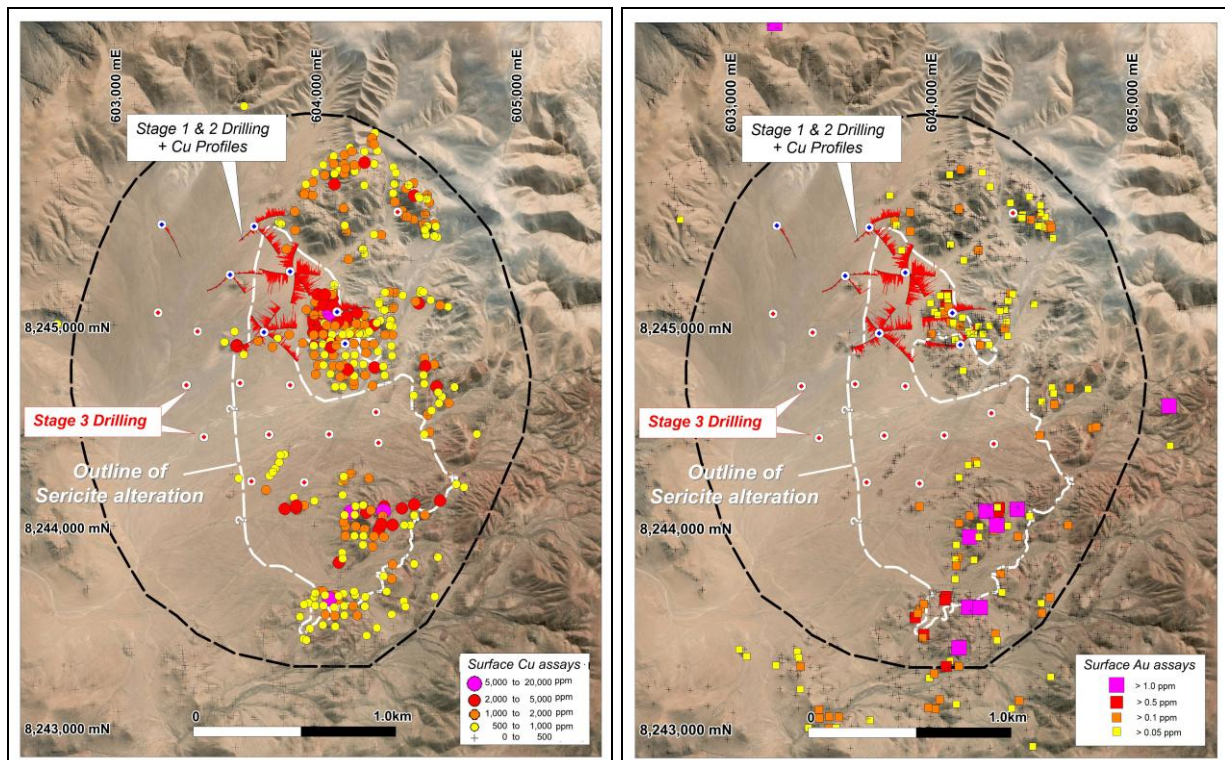 603,000 mE
604,000 mE
605,000 mE
Stage 1 & 2 Drilling
+ Cu Profiles
8,245,000 mN
Stage 3 Drilling
?
Outline of
Sericite alteration
?
8,244,000 mN
8,243,000 mN
0
1.0km
Surface Cu assays
5,000 to 20,000 ppm
2,000 to 5,000 ppm
1,000 to 2,000 ppm
500 to 1,000 ppm
0 to 500
603,000 mE
604,000 mE
605,000 mE
Stage 1 & 2 Drilling
+ Cu Profiles
8,245,000 mN
Stage 3 Drilling
?
Outline of
Sericite alteration
?
8,244,000 mN
8,243,000 mN
0
1.0km
Surface Au assays
> 1.0 ppm
> 0.5 ppm
> 0.1 ppm
> 0.05 ppm